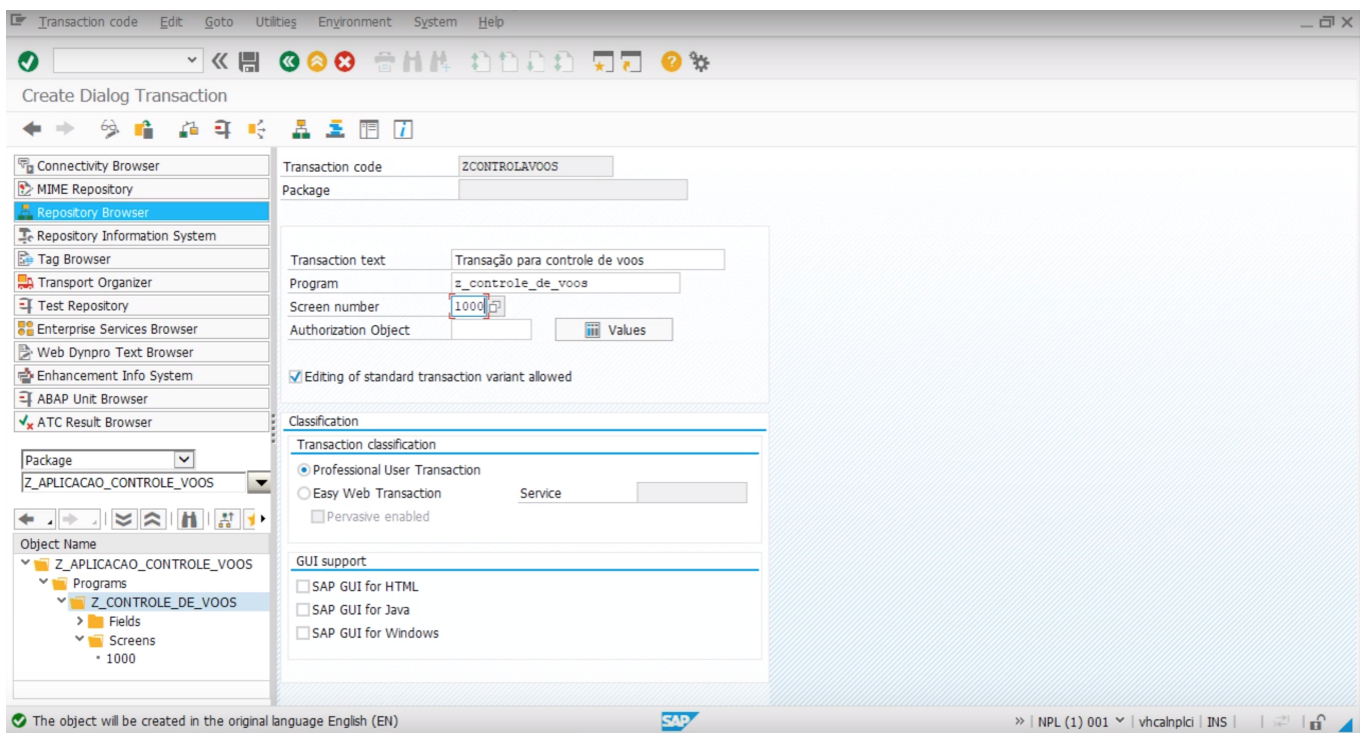 Transaction code Edit Goto Utilities Environment System Help
Create Dialog Transaction
Connectivity Browser
MIME Repository
Repository Browser
Repository Information System
Tag Browser
Transport Organizer
Test Repository
Enterprise Services Browser
Web Dynpro Text Browser
Enhancement Info System
ABAP Unit Browser
ATC Result Browser
Package
Z_APLICACAO_CONTROLE_VOOS
Object Name
Z_APLICACAO_CONTROLE_VOOS
Programs
Z_CONTROLE_DE_VOOS
Fields
Screens
1000
Transaction code ZCONTROLAVOOS
Package
Transaction text Transação para controle de voos
Program z_controle_de_voos
Screen number 1000
Authorization Object Values
Editing of standard transaction variant allowed
Classification
Transaction classification
Professional User Transaction
Easy Web Transaction Service
Pervasive enabled
GUI support
SAP GUI for HTML
SAP GUI for Java
SAP GUI for Windows
The object will be created in the original language English (EN) SAP » | NPL (1) 001 | vhcalnplci | INS |